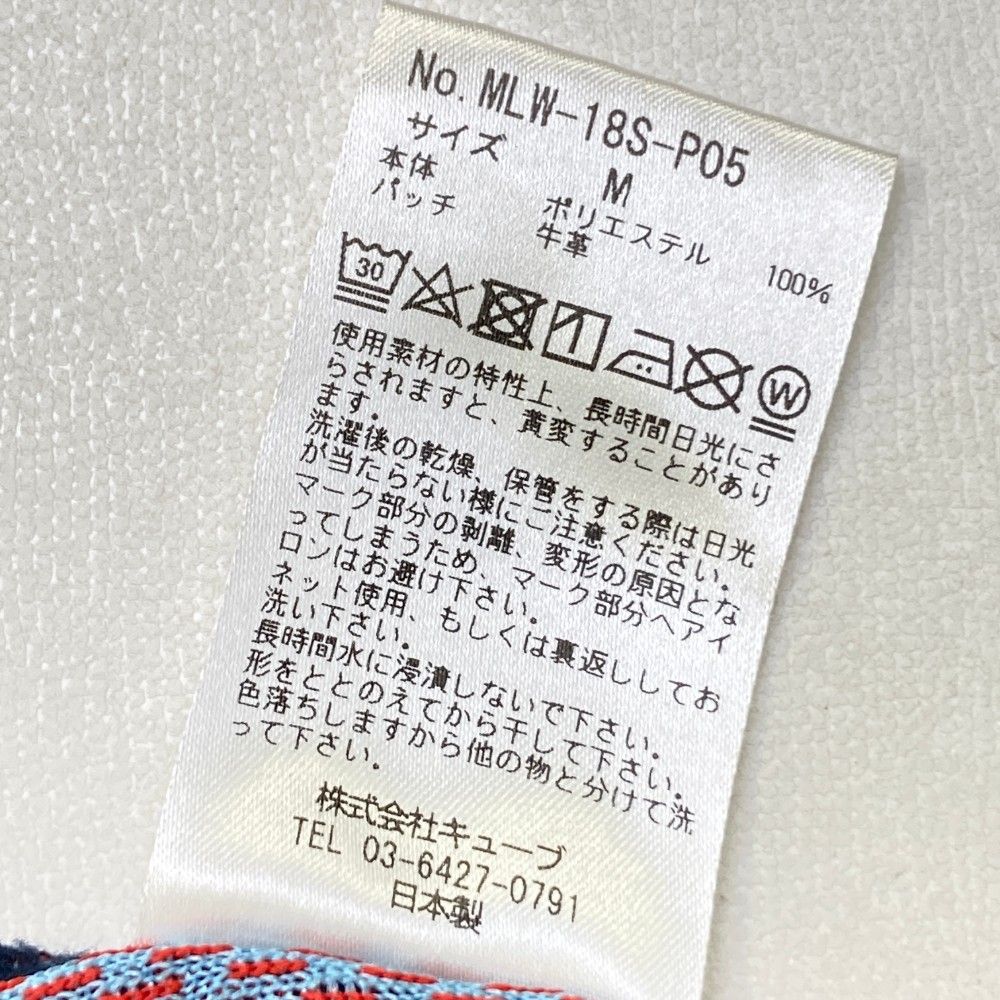 No. MLW-18S-P05
サイズ M
本体 ポリエステル 100%
パッチ 牛革
30
W
使用素材の特性上、長時間日光にさ
らされますと、黄変することがあり
ます。
洗濯後の乾燥、保管をする際は日光
が当たらない様にご注意ください。
マーク部分の剥離、変形の原因とな
ってしまうため、マーク部分へアイ
ロンはお避け下さい。
ネット使用、もしくは裏返ししてお
洗い下さい。
長時間水に浸漬しないで下さい。
形をととのえてから干して下さい。
色落ちしますから他の物と分けて洗
って下さい。
株式会社キューブ
TEL 03-6427-0791
日本製